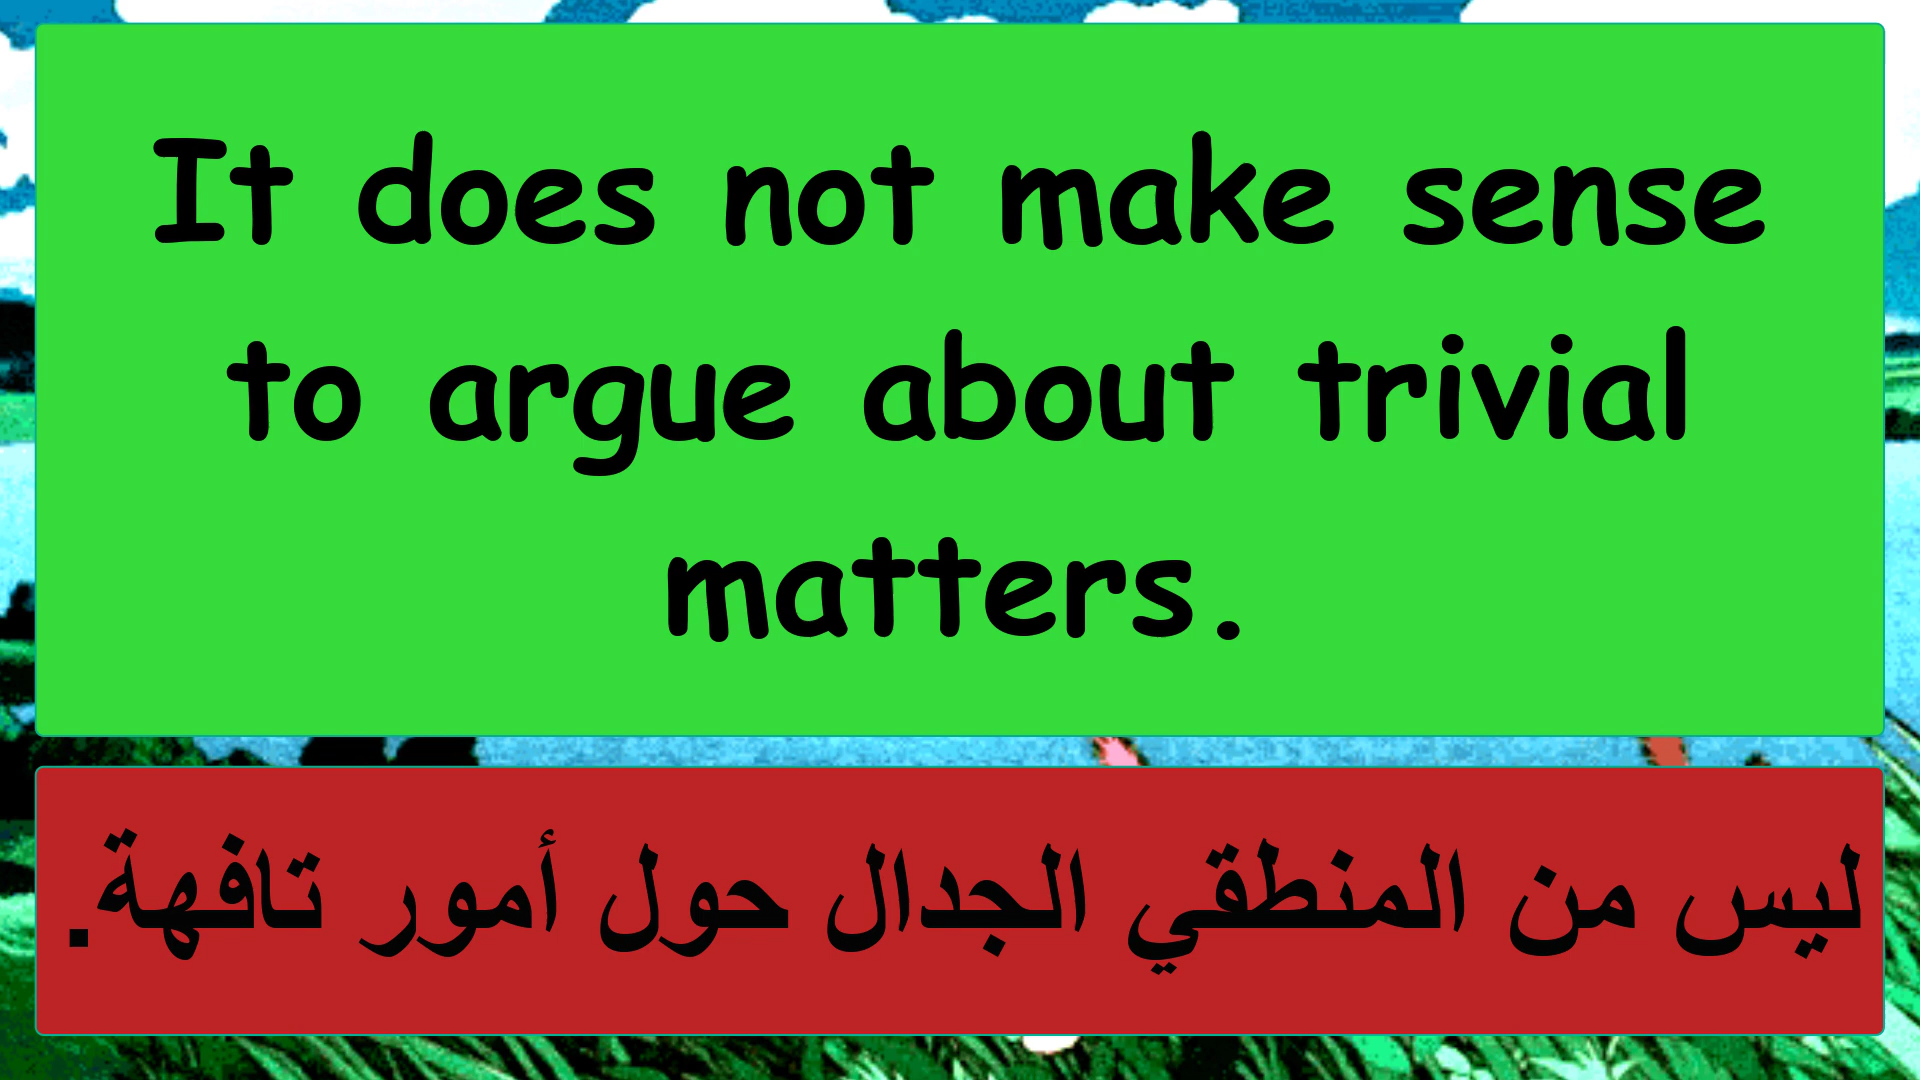 It does not make sense
to argue about trivial
matters.
ليس من المنطقي الجدال حول أمور تافهة.